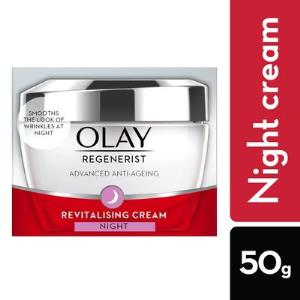 SMOOTHS
THE LOOK OF
WRINKLES AT
NIGHT
OLAY
REGENERIST
ADVANCED ANTI-AGEING
REVITALISING CREAM
NIGHT
Night cream
50g